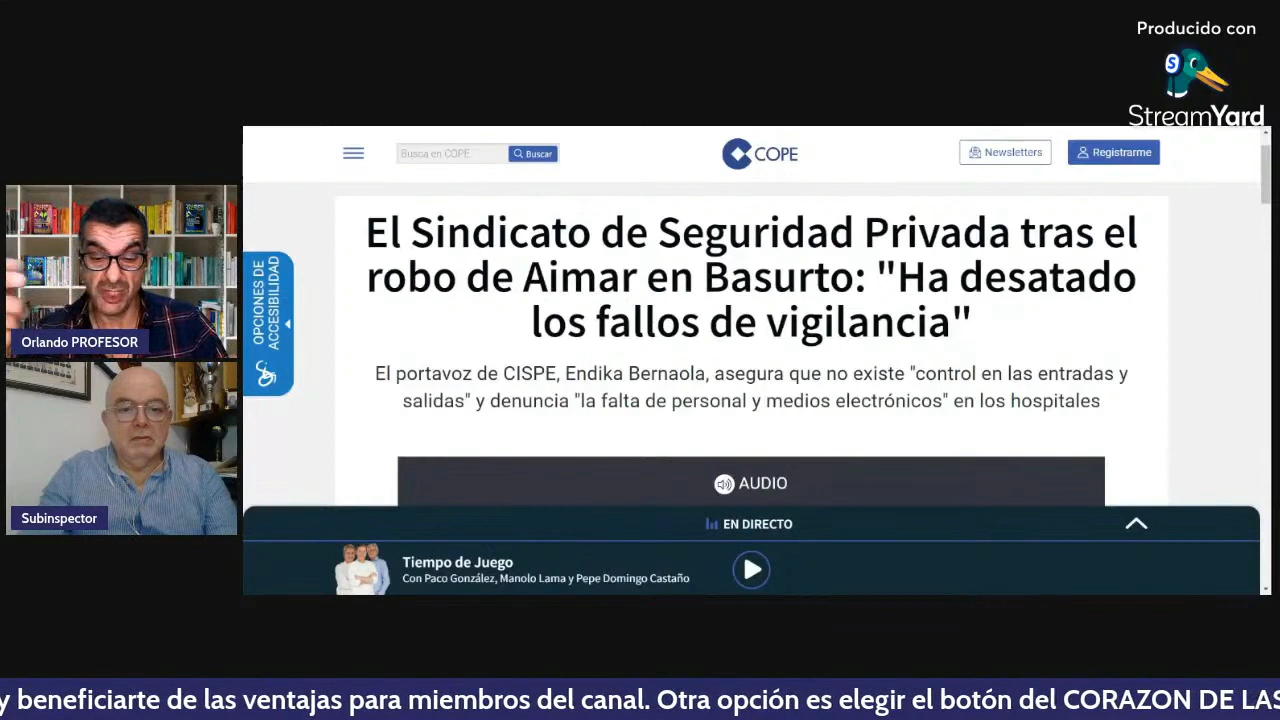 Producido con
StreamYard
Busca en COPE
Buscar
COPE
Newsletters
Registrarme
El Sindicato de Seguridad Privada tras el
robo de Aimar en Basurto: "Ha desatado
los fallos de vigilancia"
El portavoz de CISPE, Endika Bernaola, asegura que no existe "control en las entradas y
salidas" y denuncia "la falta de personal y medios electrónicos" en los hospitales
OPCIONES DE
ACCESIBILIDAD
Orlando PROFESOR
Subinspector
AUDIO
EN DIRECTO
Tiempo de Juego
Con Paco González, Manolo Lama y Pepe Domingo Castaño
y beneficiarte de las ventajas para miembros del canal. Otra opción es elegir el botón del CORAZON DE LAS